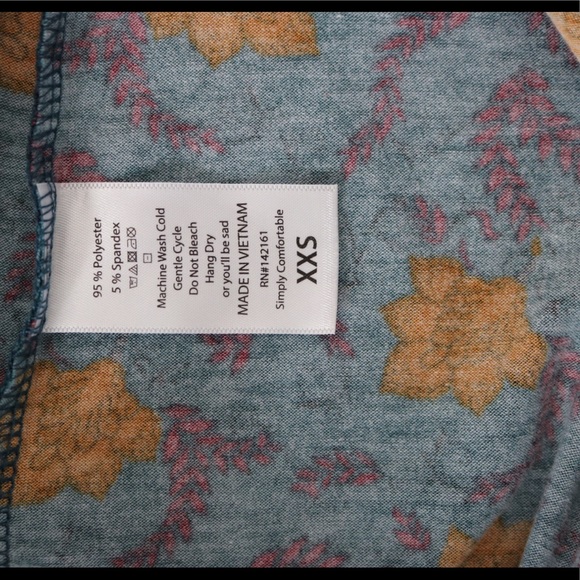 95 % Polyester
5 % Spandex
Machine Wash Cold
Gentle Cycle
Do Not Bleach
Hang Dry
or you'll be sad
MADE IN VIETNAM
RN#142161
Simply Comfortable
XXS